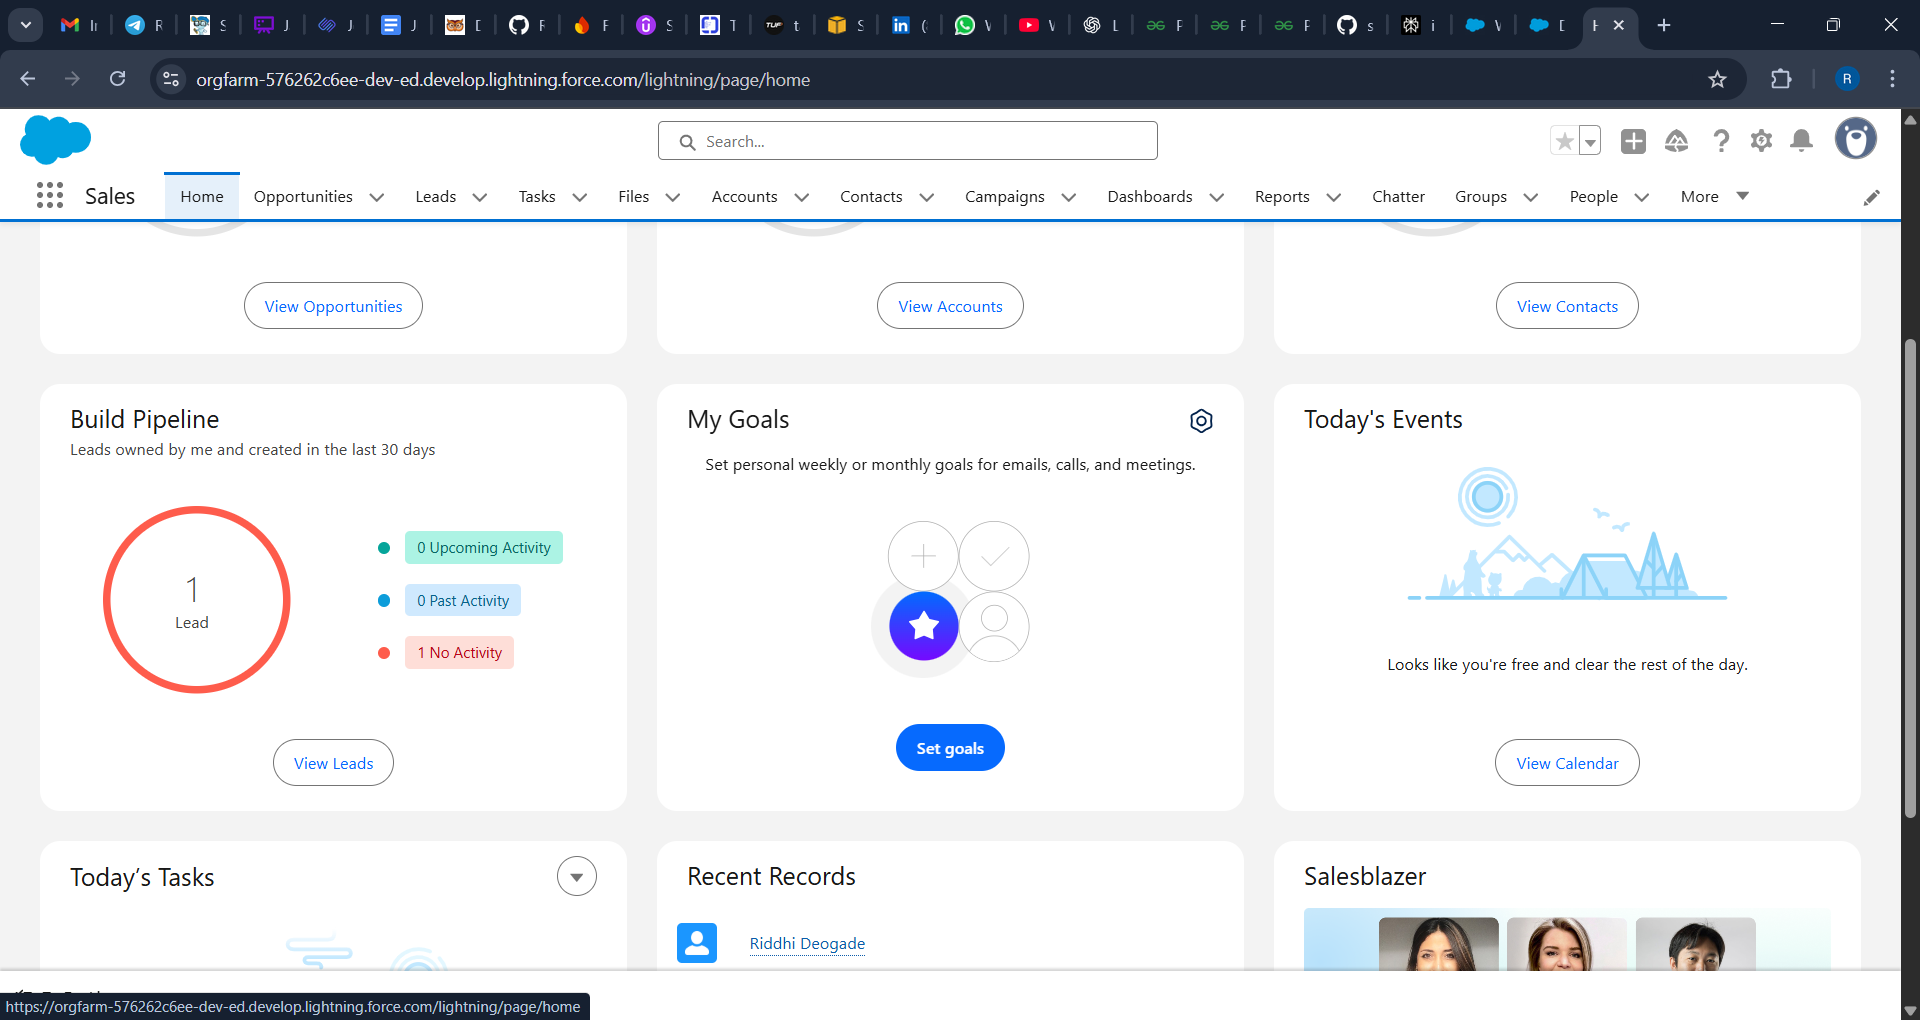 orgfarm-576262c6ee-dev-ed.develop.lightning.force.com/lightning/page/home
R
Search...
Sales
Home
Opportunities
Leads
Tasks
Files
Accounts
Contacts
Campaigns
Dashboards
Reports
Chatter
Groups
People
More
View Opportunities
View Accounts
View Contacts
Build Pipeline
Leads owned by me and created in the last 30 days
1
Lead
0 Upcoming Activity
0 Past Activity
1 No Activity
View Leads
My Goals
Set personal weekly or monthly goals for emails, calls, and meetings.
Set goals
Today's Events
Looks like you're free and clear the rest of the day.
View Calendar
Today’s Tasks
Recent Records
Riddhi Deogade
Salesblazer
https://orgfarm-576262c6ee-dev-ed.develop.lightning.force.com/lightning/page/home